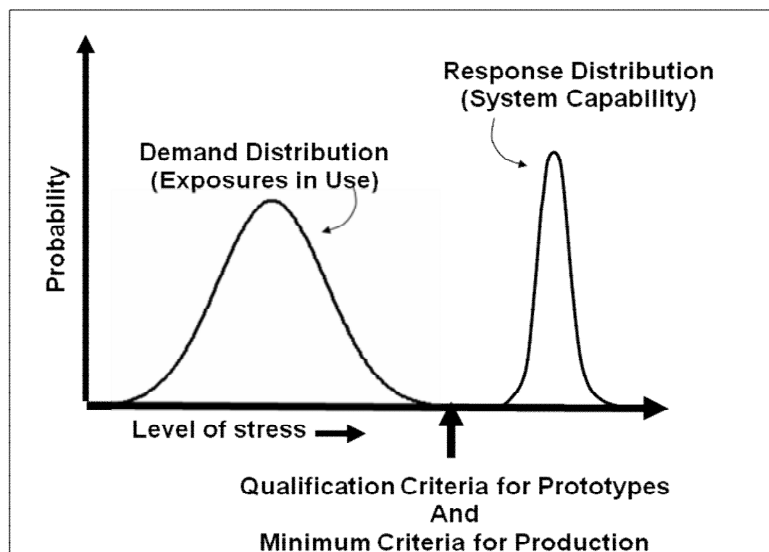 Response Distribution
(System Capability)
Demand Distribution
(Exposures in Use)
Probability
Level of stress
Qualification Criteria for Prototypes
And
Minimum Criteria for Production